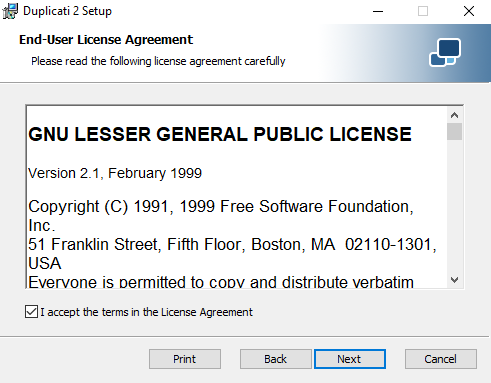 Duplicati 2 Setup
End-User License Agreement
Please read the following license agreement carefully
GNU LESSER GENERAL PUBLIC LICENSE
Version 2.1, February 1999
Copyright (C) 1991, 1999 Free Software Foundation,
Inc.
51 Franklin Street, Fifth Floor, Boston, MA  02110-1301,
USA
Everyone is permitted to copy and distribute verbatim
I accept the terms in the License Agreement
Print
Back
Next
Cancel